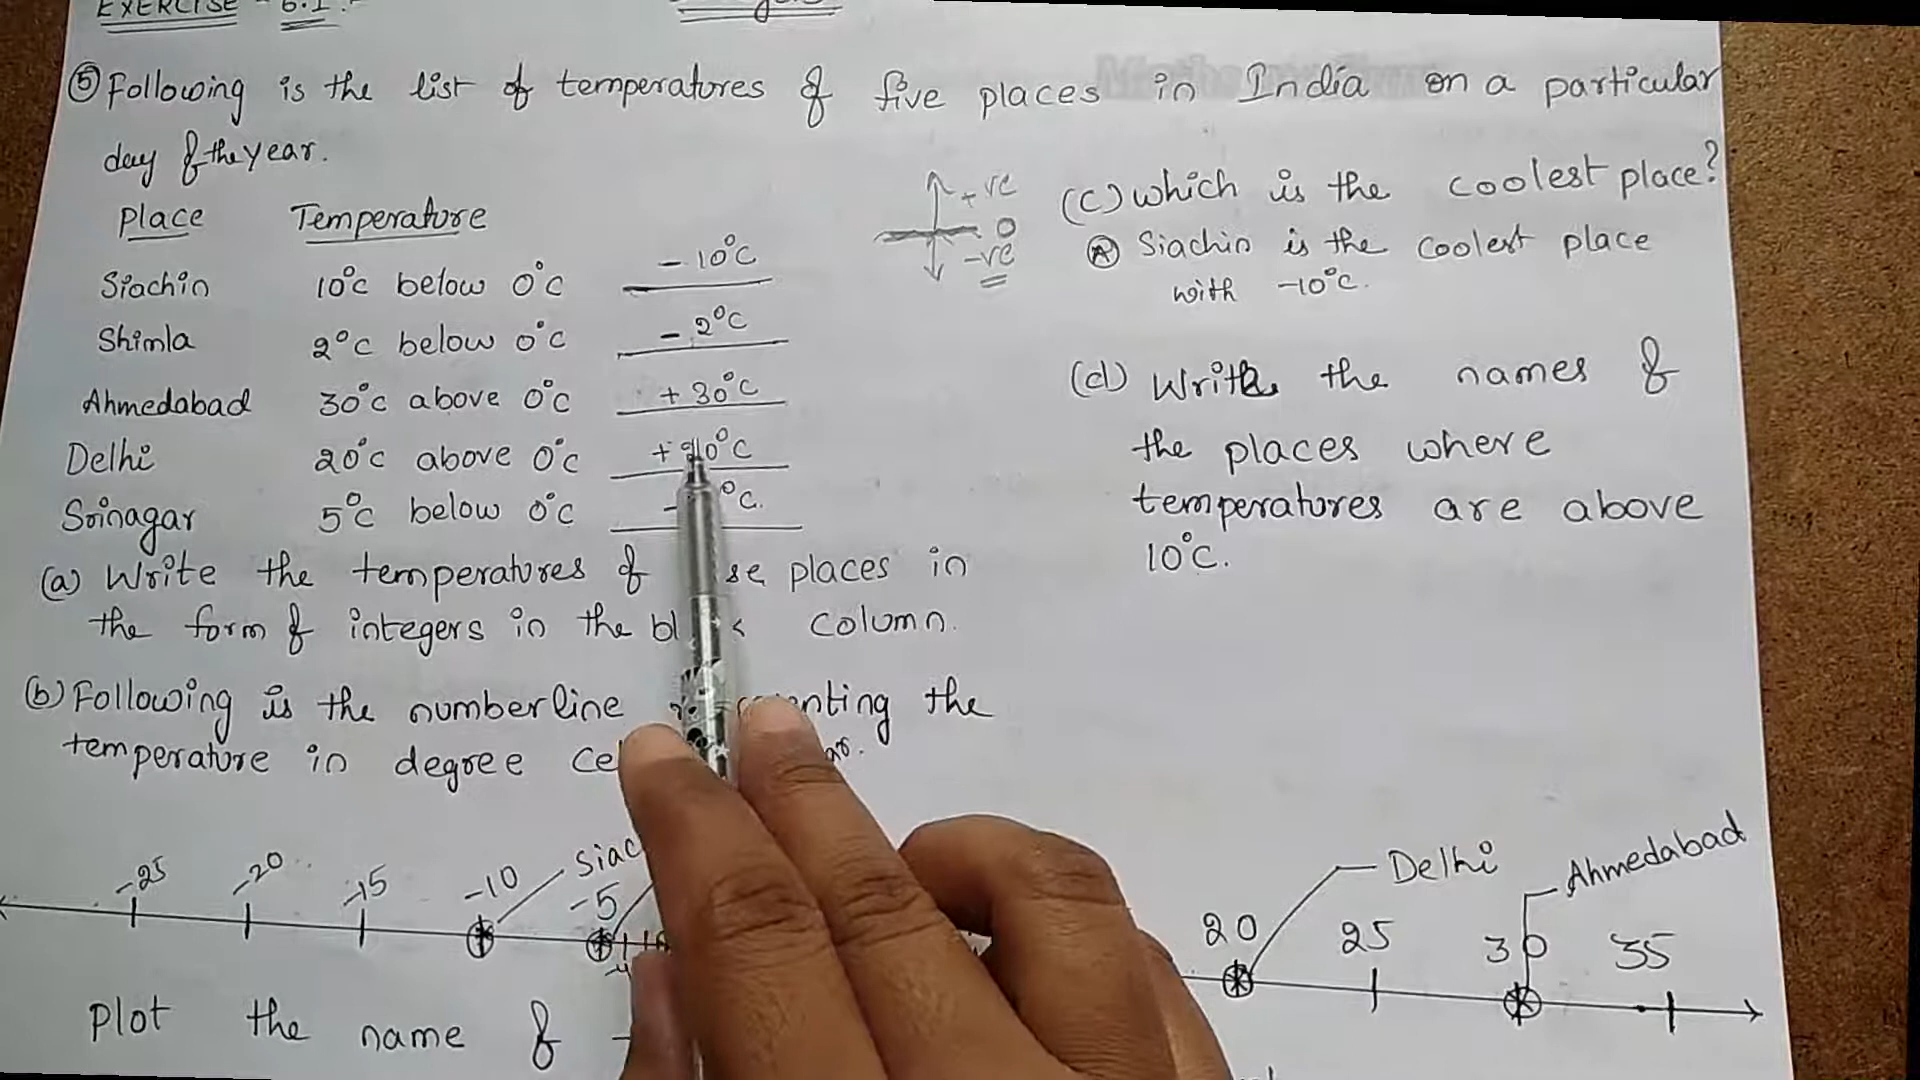 EXERCISE - 6.1 :-
⑤ Following is the list of temperatures of five places in India on a particular
day of the year.
Place Temperature
Siachin 10°c below 0°c - 10°C
Shimla 2°c below 0°c - 2°C
Ahmedabad 30°c above 0°c + 30°C
Delhi 20°c above 0°c + 20°C
Srinagar 5°c below 0°c - °C.
(a) Write the temperatures of places in
the form of integers in the column.
(b) Following is the numberline the
temperature in degree
-25 -20 -15 -10 -5
-4
20 25 30 35
Delhi
Ahmedabad
Plot the name of
+ve
0
-ve
(c) Which is the coolest place?
Ⓐ Siachin is the coolest place
with -10°C.
(d) Write the names of
the places where
temperatures are above
10°C.